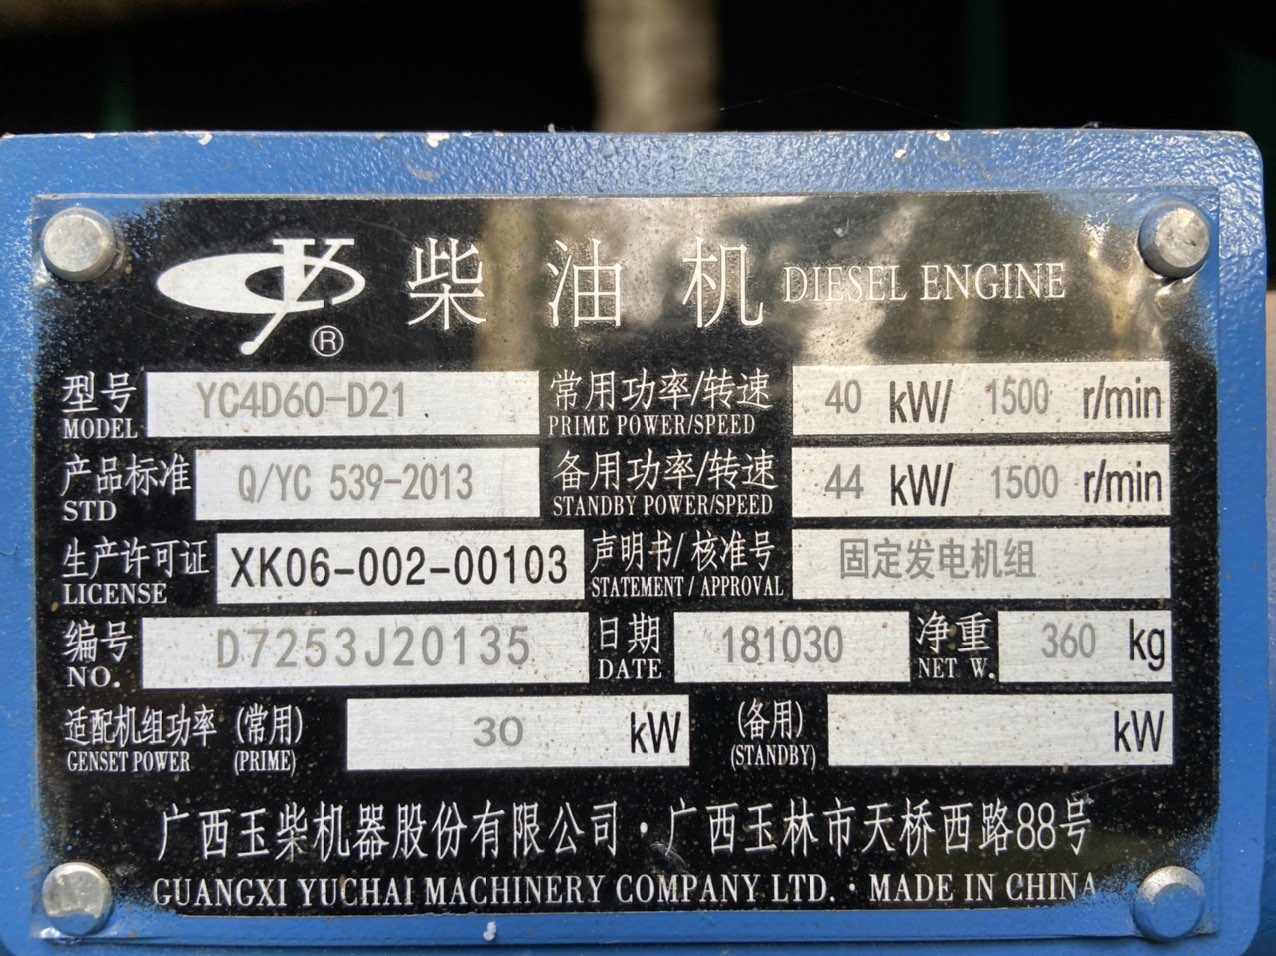 ® 柴油机 DIESEL ENGINE
型号 YC4D60-D21 常用功率/转速 40 kW/ 1500 r/min
MODEL PRIME POWER/SPEED
产品标准 Q/YC 539-2013 备用功率/转速 44 kW/ 1500 r/min
STD STANDBY POWER/SPEED
生产许可证 XK06-002-00103 声明书/核准号 固定发电机组
LICENSE STATEMENT/APPROVAL
编号 D7253J20135 日期 181030 净重 360 kg
NO. DATE NET W.
适配机组功率 (常用) 30 kW (备用) kW
GENSET POWER (PRIME) (STANDBY)
广西玉柴机器股份有限公司·广西玉林市天桥西路88号
GUANGXI YUCHAI MACHINERY COMPANY LTD. · MADE IN CHINA